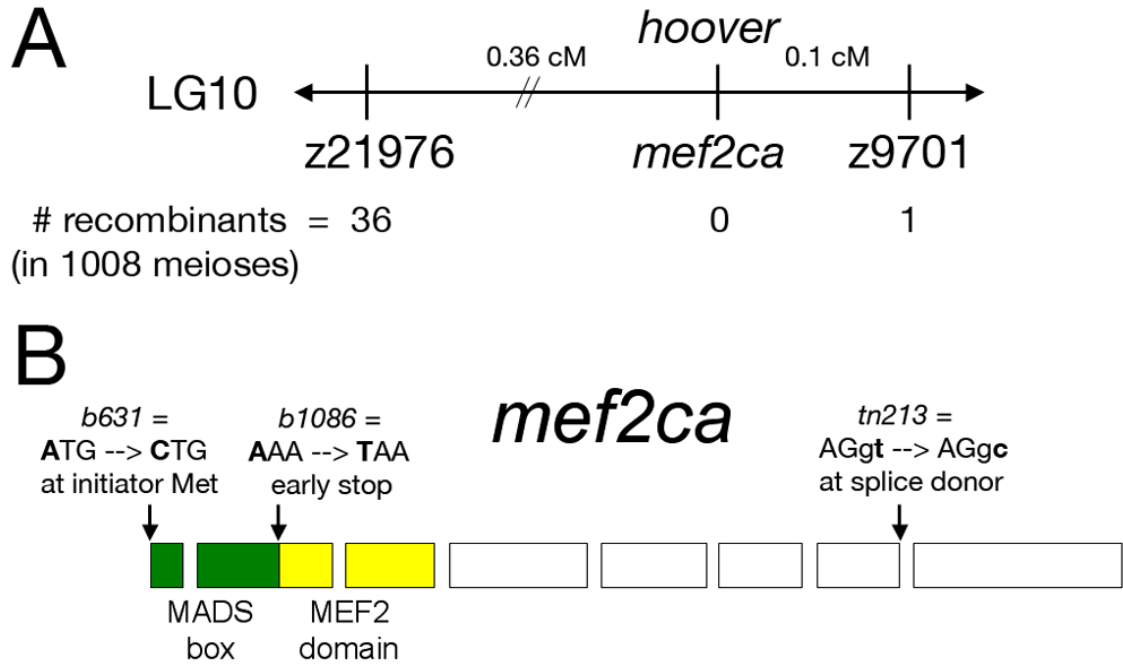 A
hoover
0.36 cM
0.1 cM
LG10
z21976
mef2ca
z9701
# recombinants = 36 0 1
(in 1008 meioses)
B
mef2ca
b631 =
ATG --> CTG
at initiator Met
b1086 =
AAA --> TAA
early stop
tn213 =
AGgt --> AGgc
at splice donor
MADS
box
MEF2
domain